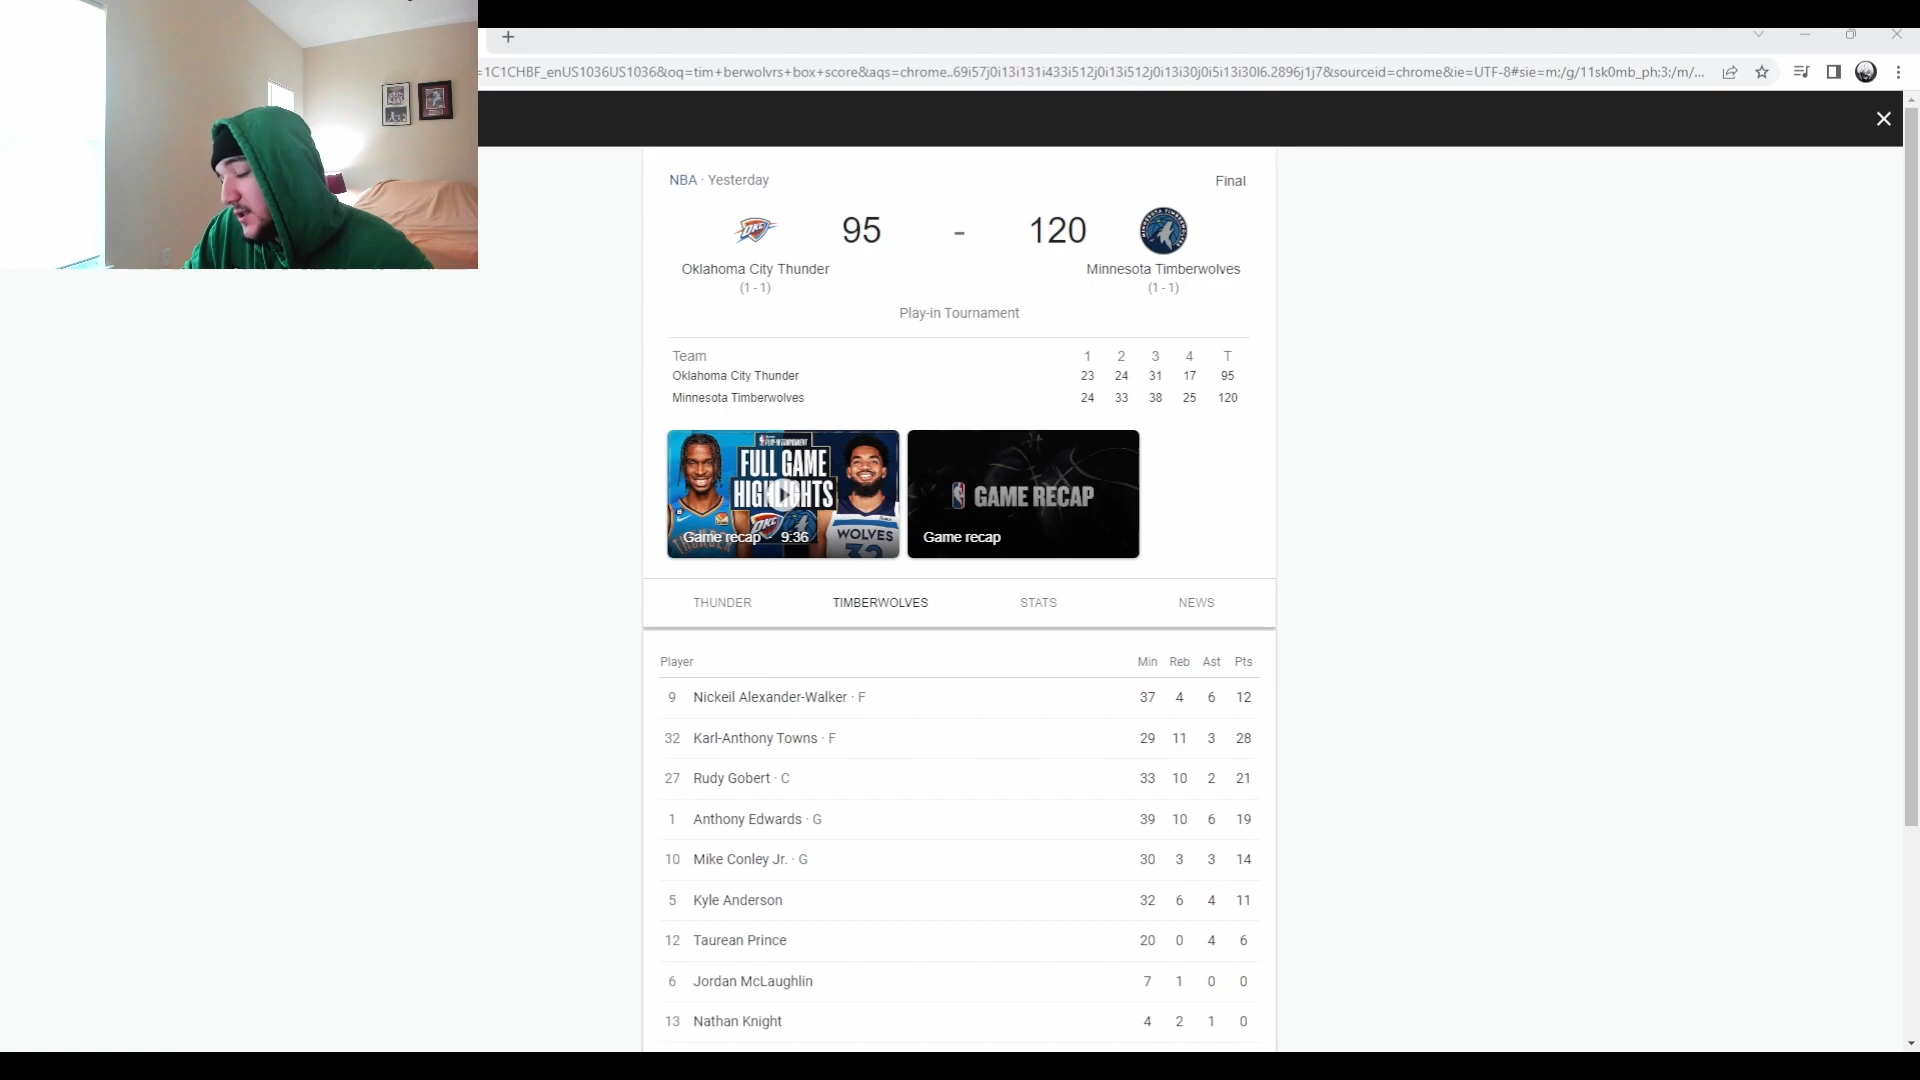 =1C1CHBF_enUS1036US1036&oq=tim+berwolvrs+box+score&aqs=chrome..69i57j0i13i131i433i512j0i13i512j0i13i30j0i5i13i30l6.2896j1j7&sourceid=chrome&ie=UTF-8#sie=m;/g/11sk0mb_ph;3;/m/...
NBA · Yesterday
Final
OKC
95 - 120
Oklahoma City Thunder
Minnesota Timberwolves
(1 - 1)
(1 - 1)
Play-in Tournament
Team 1 2 3 4 T
Oklahoma City Thunder 23 24 31 17 95
Minnesota Timberwolves 24 33 38 25 120
FULL GAME
HIGHLIGHTS
OKC
WOLVES
32
Game recap - 9:36
GAME RECAP
Game recap
THUNDER TIMBERWOLVES STATS NEWS
Player Min Reb Ast Pts
9 Nickeil Alexander-Walker · F 37 4 6 12
32 Karl-Anthony Towns · F 29 11 3 28
27 Rudy Gobert · C 33 10 2 21
1 Anthony Edwards · G 39 10 6 19
10 Mike Conley Jr. · G 30 3 3 14
5 Kyle Anderson 32 6 4 11
12 Taurean Prince 20 0 4 6
6 Jordan McLaughlin 7 1 0 0
13 Nathan Knight 4 2 1 0